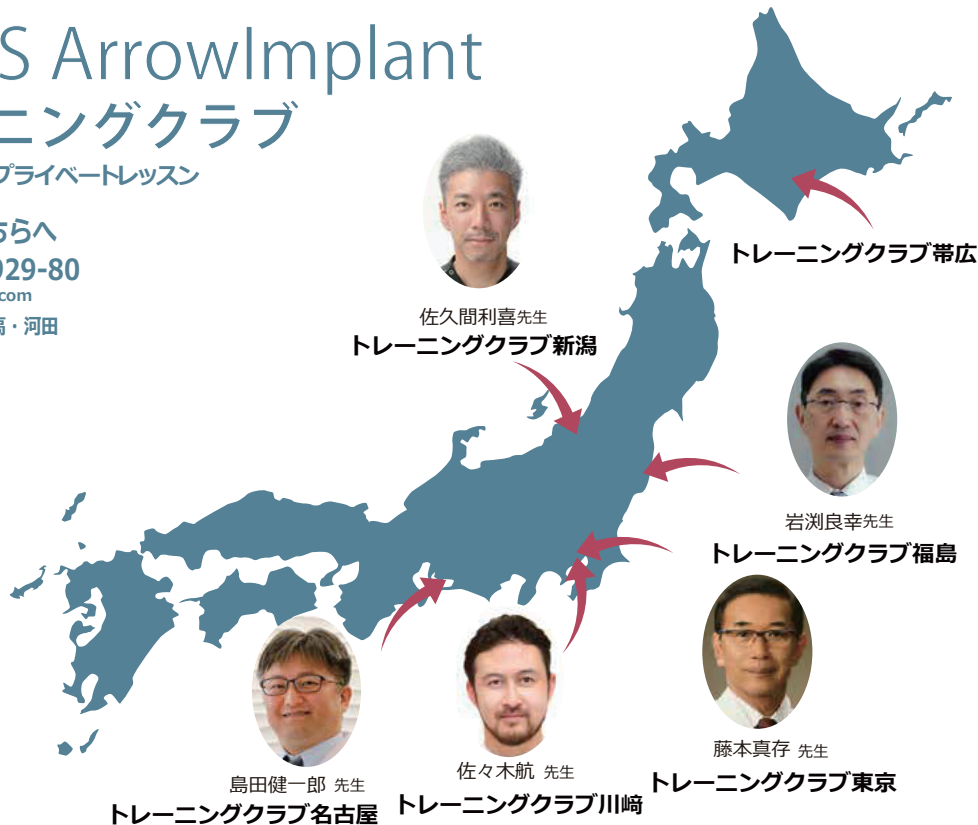 S ArrowImplant
ニングクラブ
プライベートレッスン
ちらへ
929-80
com
・河田
トレーニングクラブ帯広
佐久間利喜先生
トレーニングクラブ新潟
岩渕良幸先生
トレーニングクラブ福島
藤本真存 先生
トレーニングクラブ東京
佐々木航 先生
トレーニングクラブ川﨑
島田健一郎 先生
トレーニングクラブ名古屋